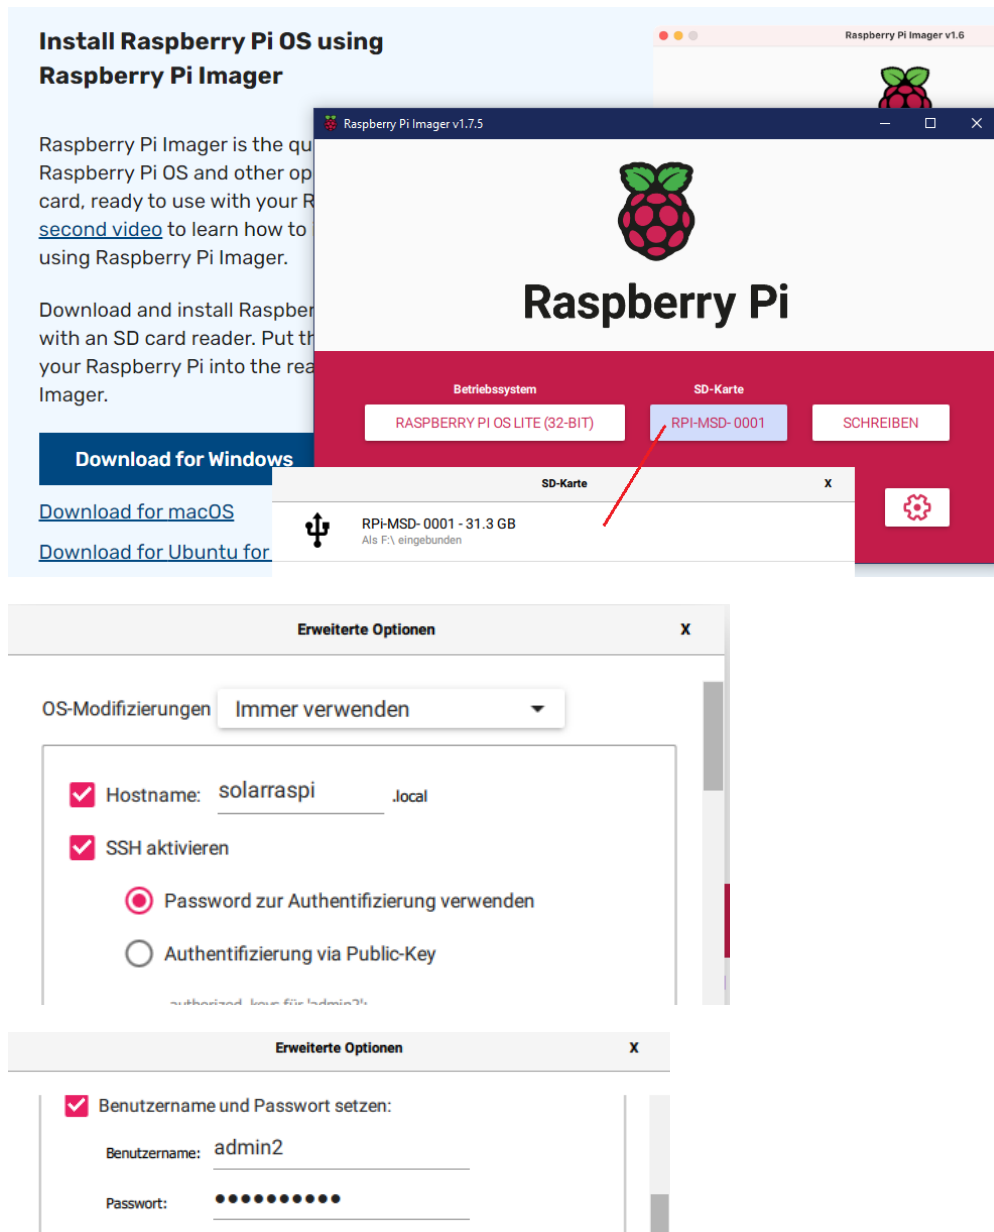 Install Raspberry Pi OS using
Raspberry Pi Imager
Raspberry Pi Imager v1.6
Raspberry Pi Imager v1.7.5
Raspberry Pi Imager is the qu
Raspberry Pi OS and other op
card, ready to use with your R
second video to learn how to
using Raspberry Pi Imager.
Download and install Raspber
with an SD card reader. Put th
your Raspberry Pi into the rea
Imager.
Raspberry Pi
Betriebssystem
SD-Karte
RASPBERRY PI OS LITE (32-BIT)
RPI-MSD- 0001
SCHREIBEN
Download for Windows
Download for macOS
Download for Ubuntu for
SD-Karte
X
RPi-MSD- 0001 - 31.3 GB
Als F:\ eingebunden
Erweiterte Optionen
X
OS-Modifizierungen
Immer verwenden
Hostname: solarraspi .local
SSH aktivieren
Password zur Authentifizierung verwenden
Authentifizierung via Public-Key
authorized_keys für 'admin2':
Erweiterte Optionen
X
Benutzername und Passwort setzen:
Benutzername: admin2
Passwort: ●●●●●●●●●●